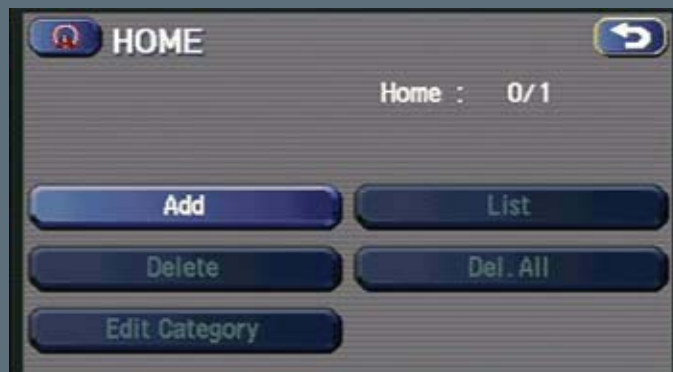 HOME
Home : 0/1
Add List
Delete Del.All
Edit Category